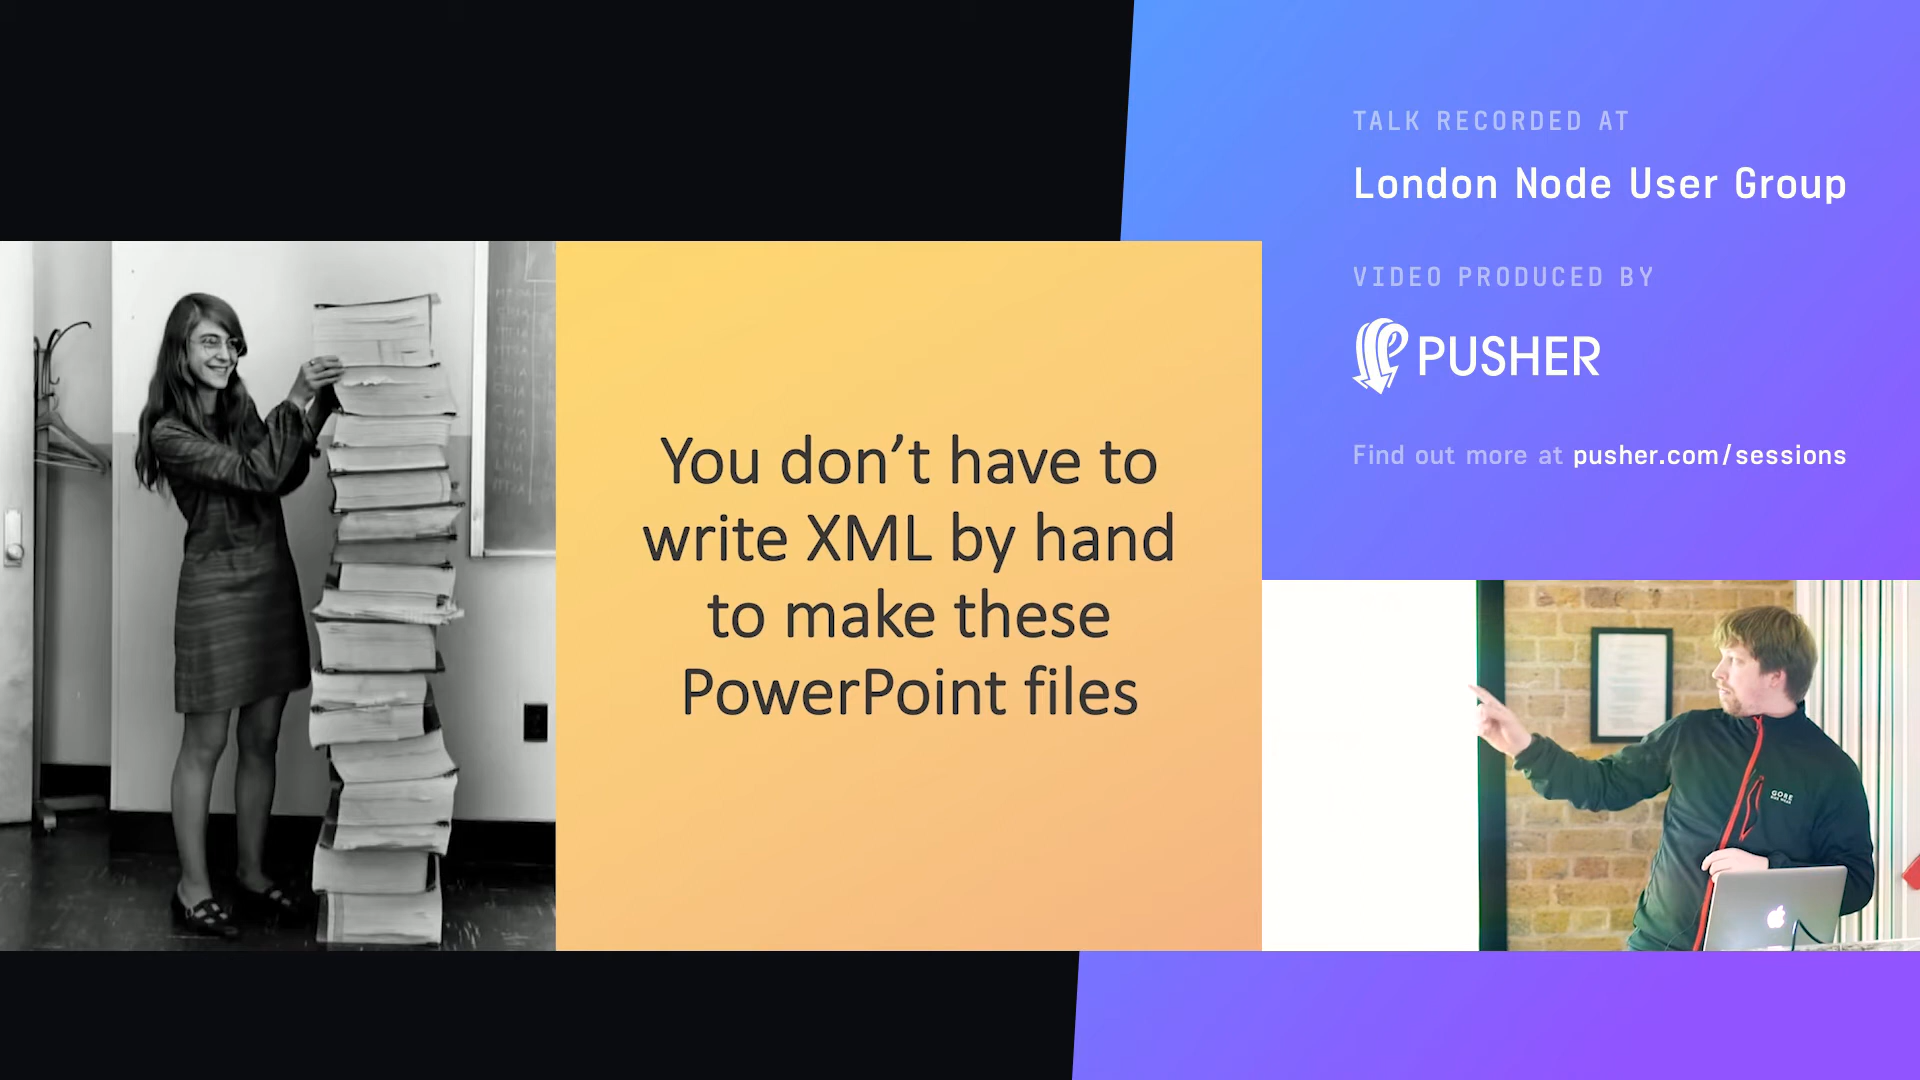 You don’t have to
write XML by hand
to make these
PowerPoint files
TALK RECORDED AT
London Node User Group
VIDEO PRODUCED BY
PUSHER
Find out more at pusher.com/sessions
GORE